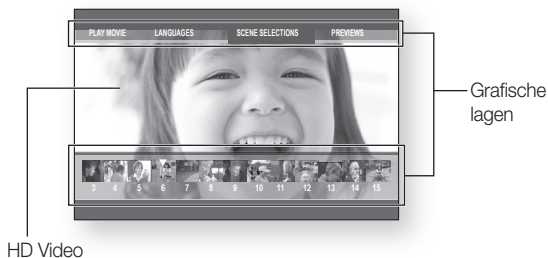 PLAY MOVIE LANGUAGES SCENE SELECTIONS PREVIEWS
Grafische
lagen
3 4 5 6 7 8 9 10 11 12 13 14 15
HD Video